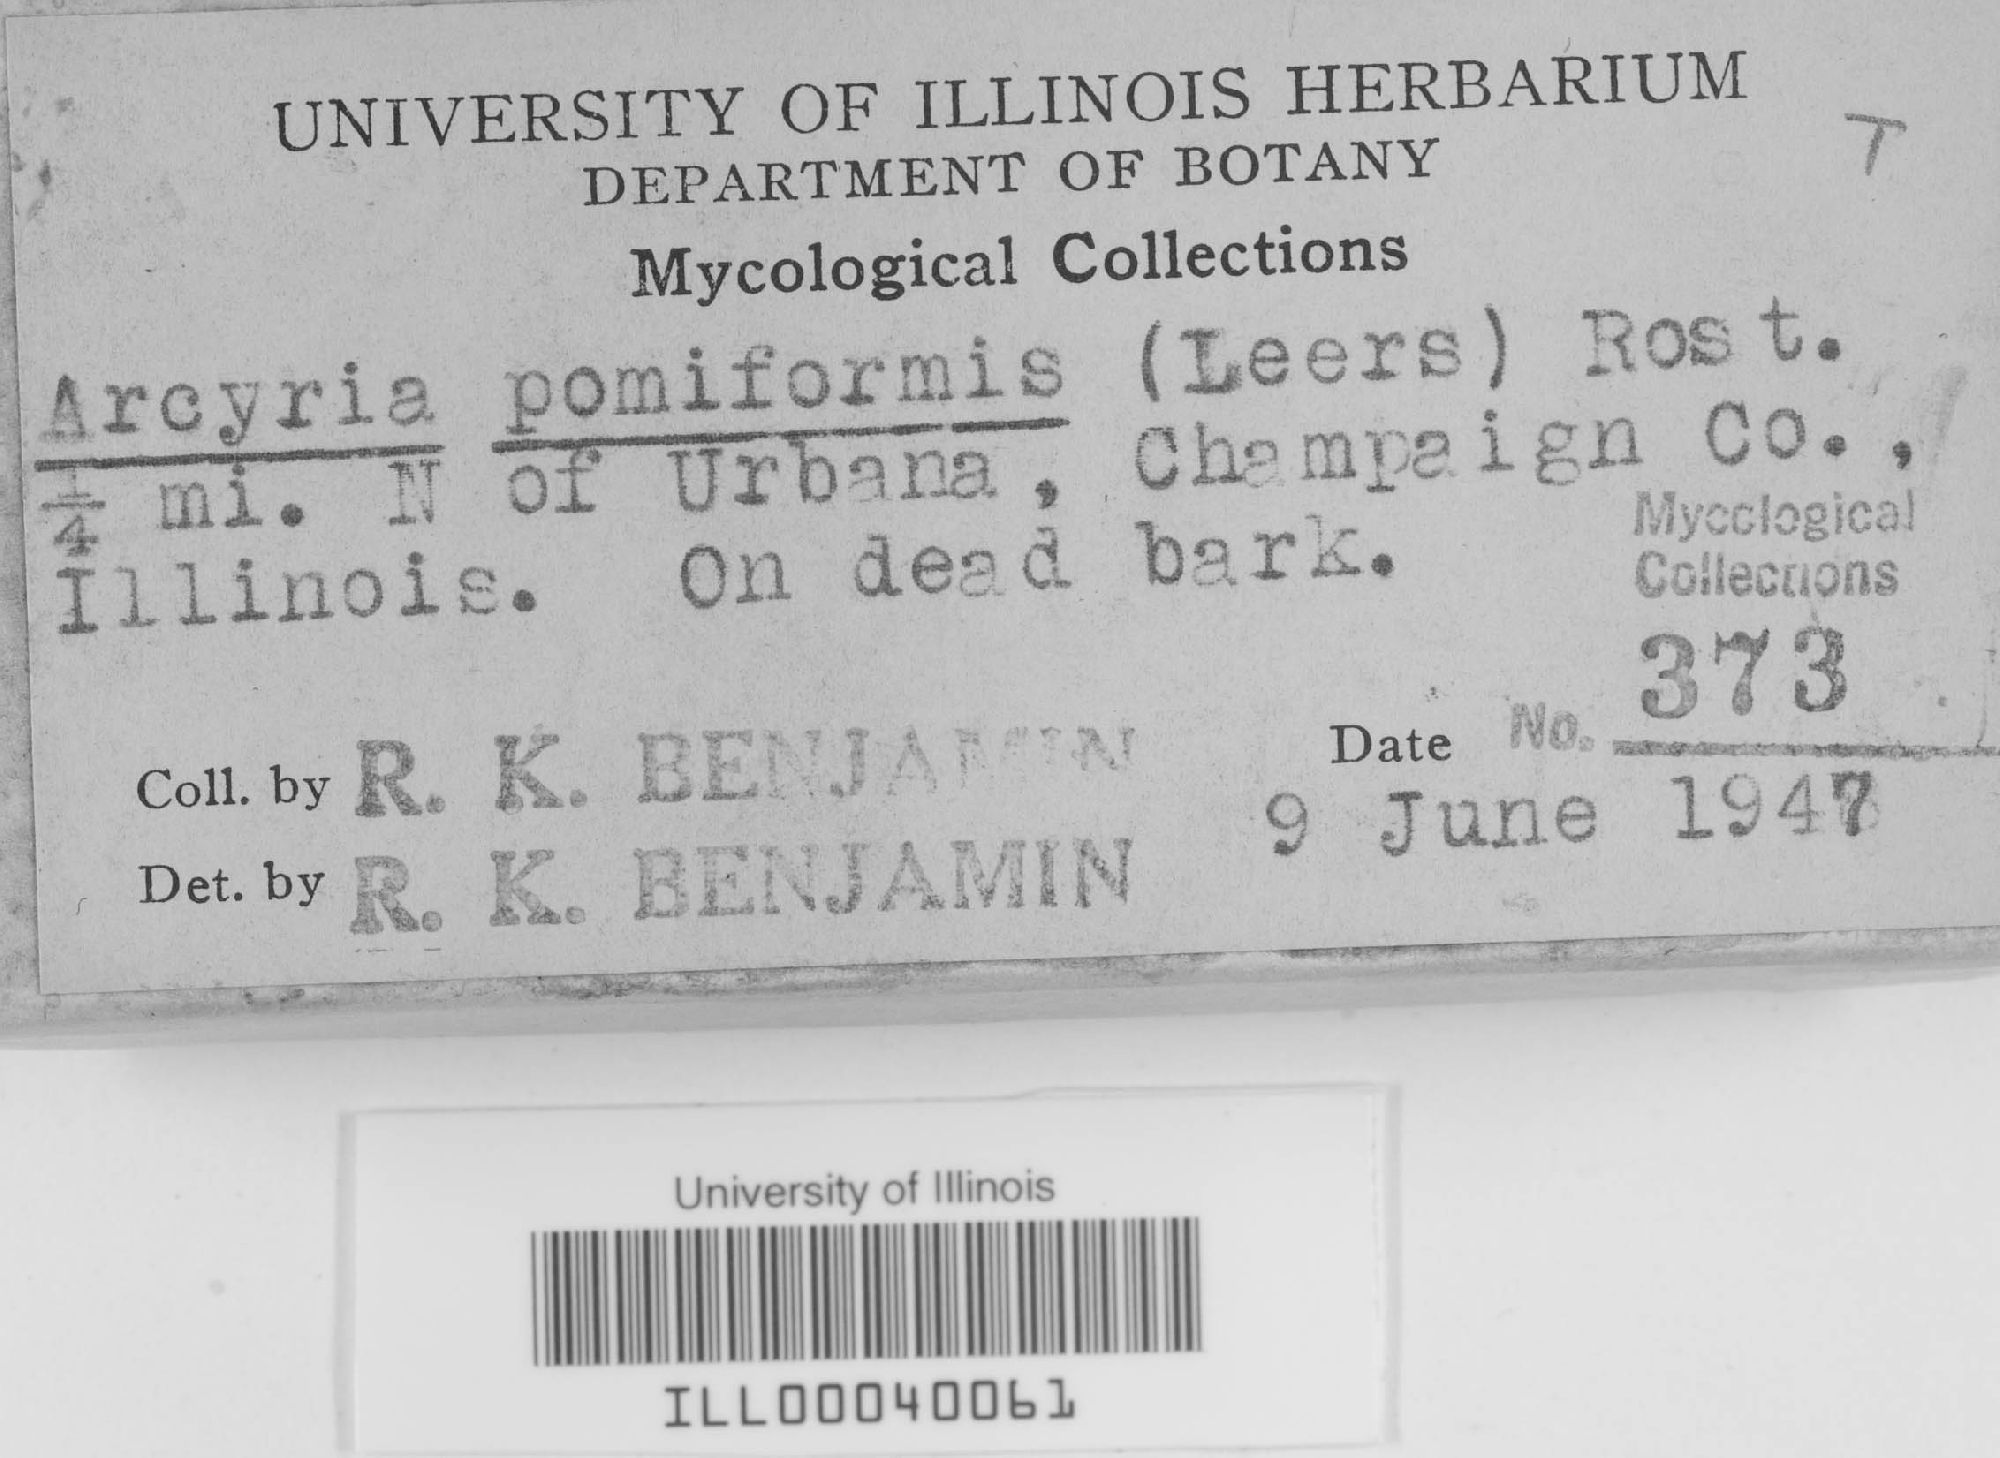 UNIVERSITY OF ILLINOIS HERBARIUM
T
DEPARTMENT OF BOTANY
Mycological Collections
Arcyria pomiformis (Leers) Rost.
¼ mi. N of Urbana, Champaign Co.,
Illinois. On dead bark.
Mycological
Collections
No. 373
Coll. by R. K. BENJAMIN
Date
9 June 1947
Det. by R. K. BENJAMIN
University of Illinois
ILL00040061